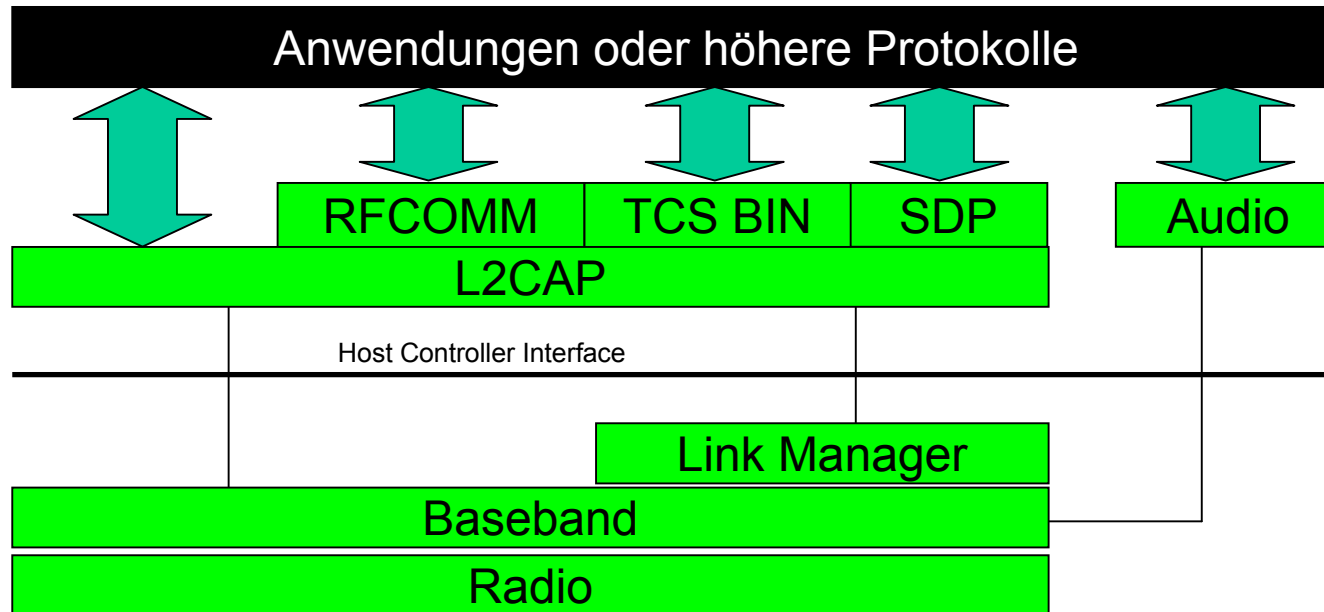 Anwendungen oder höhere Protokolle
RFCOMM
TCS BIN
SDP
Audio
L2CAP
Host Controller Interface
Link Manager
Baseband
Radio